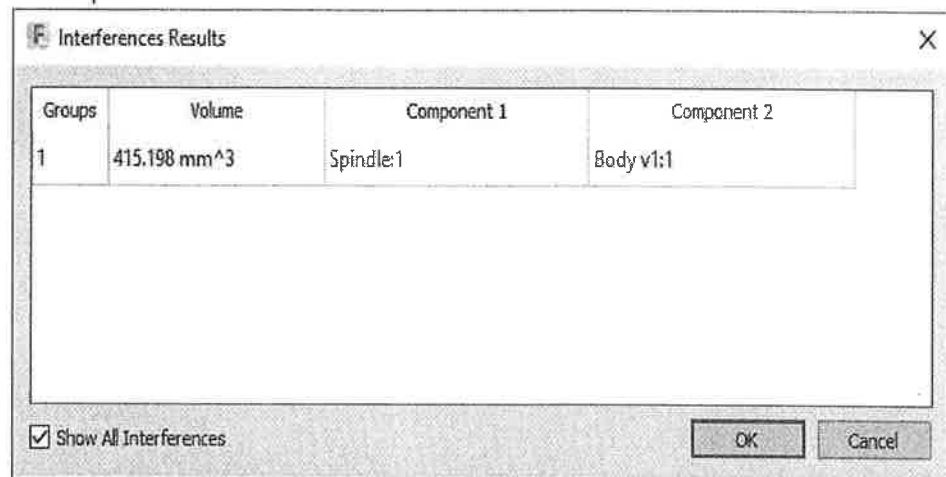 F Interferences Results
Groups Volume Component 1 Component 2
1 415.198 mm^3 Spindle:1 Body v1:1
Show All Interferences OK Cancel